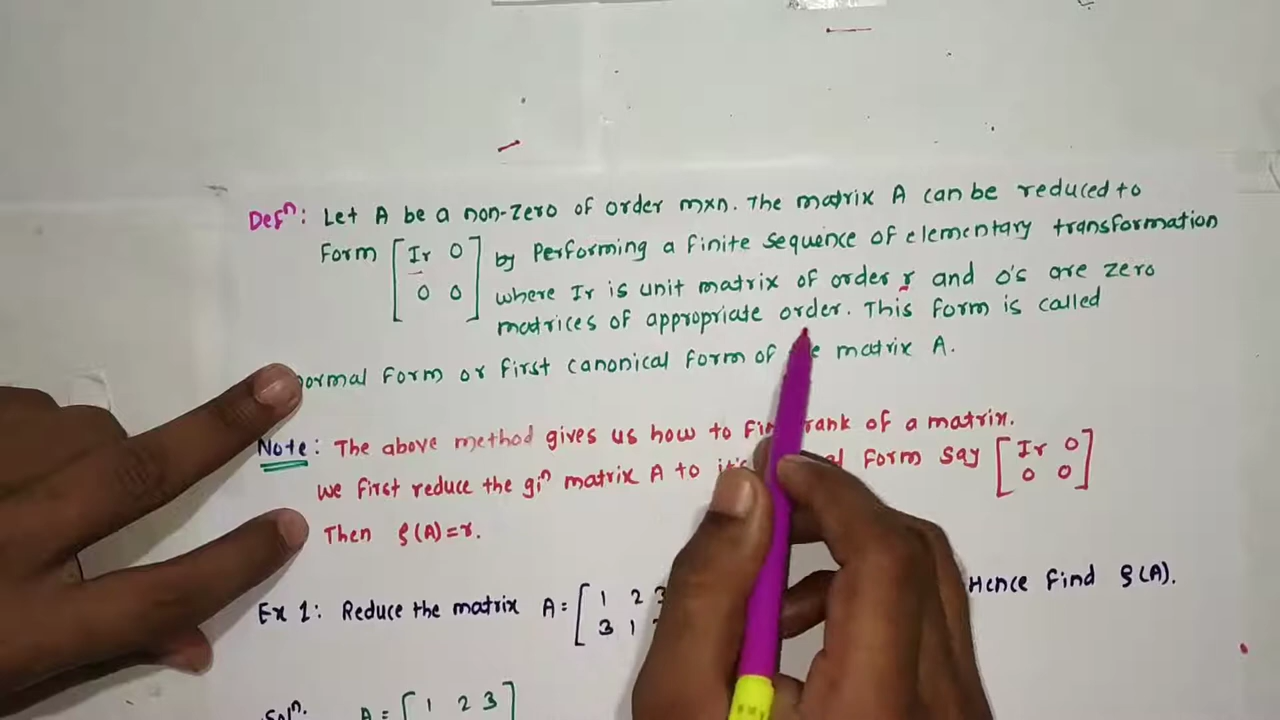 Defⁿ: Let A be a non-zero of order m×n. The matrix A can be reduced to
Form [Ir 0
0 0] by Performing a finite sequence of elementary transformation
where Ir is unit matrix of order r and 0's are zero
matrices of appropriate order. This form is called
normal form or first canonical form of matrix A.
Note: The above method gives us how to rank of a matrix.
We first reduce the giⁿ matrix A to form say [Ir 0
0 0]
Then ρ(A)=r.
Ex 1: Reduce the matrix A=[1 2 3
3 1 Hence find ρ(A).
Solⁿ. A=[1 2 3]